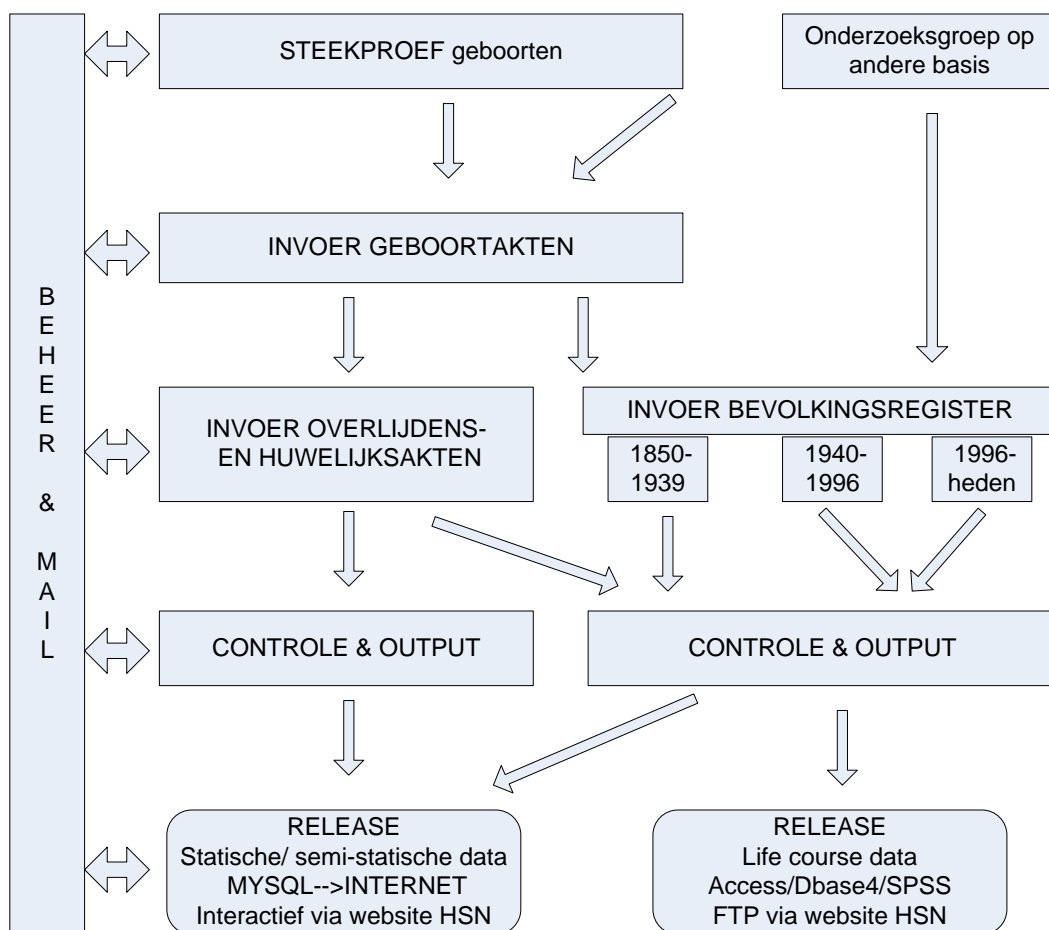 STEEKPROEF geboorten
Onderzoeksgroep op
andere basis
INVOER GEBOORTAKTEN
B
E
H
E
E
R
&
M
A
I
L
INVOER OVERLIJDENS-
EN HUWELIJKSAKTEN
INVOER BEVOLKINGSREGISTER
1850-
1939
1940-
1996
1996-
heden
CONTROLE & OUTPUT
CONTROLE & OUTPUT
RELEASE
Statische/ semi-statische data
MYSQL-->INTERNET
Interactief via website HSN
RELEASE
Life course data
Access/Dbase4/SPSS
FTP via website HSN